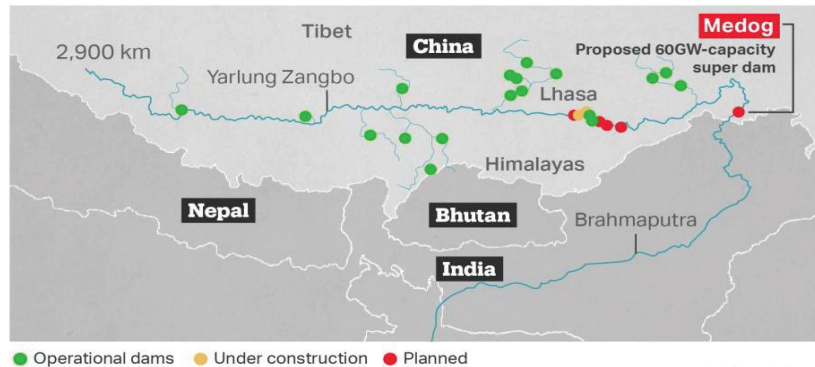 Medog
Proposed 60GW-capacity
super dam
Tibet
China
2,900 km
Yarlung Zangbo
Lhasa
Himalayas
Nepal
Bhutan
Brahmaputra
India
Operational dams
Under construction
Planned